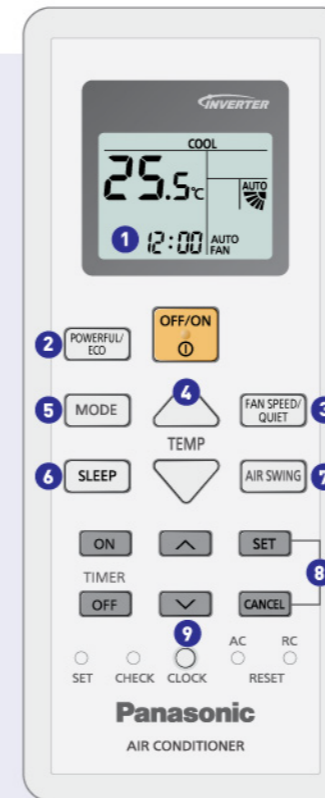 INVERTER
COOL
25.5℃
AUTO
1 12:00 AUTO FAN
OFF/ON
2 POWERFUL/
ECO
4
5 MODE
FAN SPEED/
QUIET 3
TEMP
6 SLEEP
AIR SWING 7
ON
SET
TIMER
8
OFF
CANCEL
9
AC RC
SET CHECK CLOCK RESET
Panasonic
AIR CONDITIONER